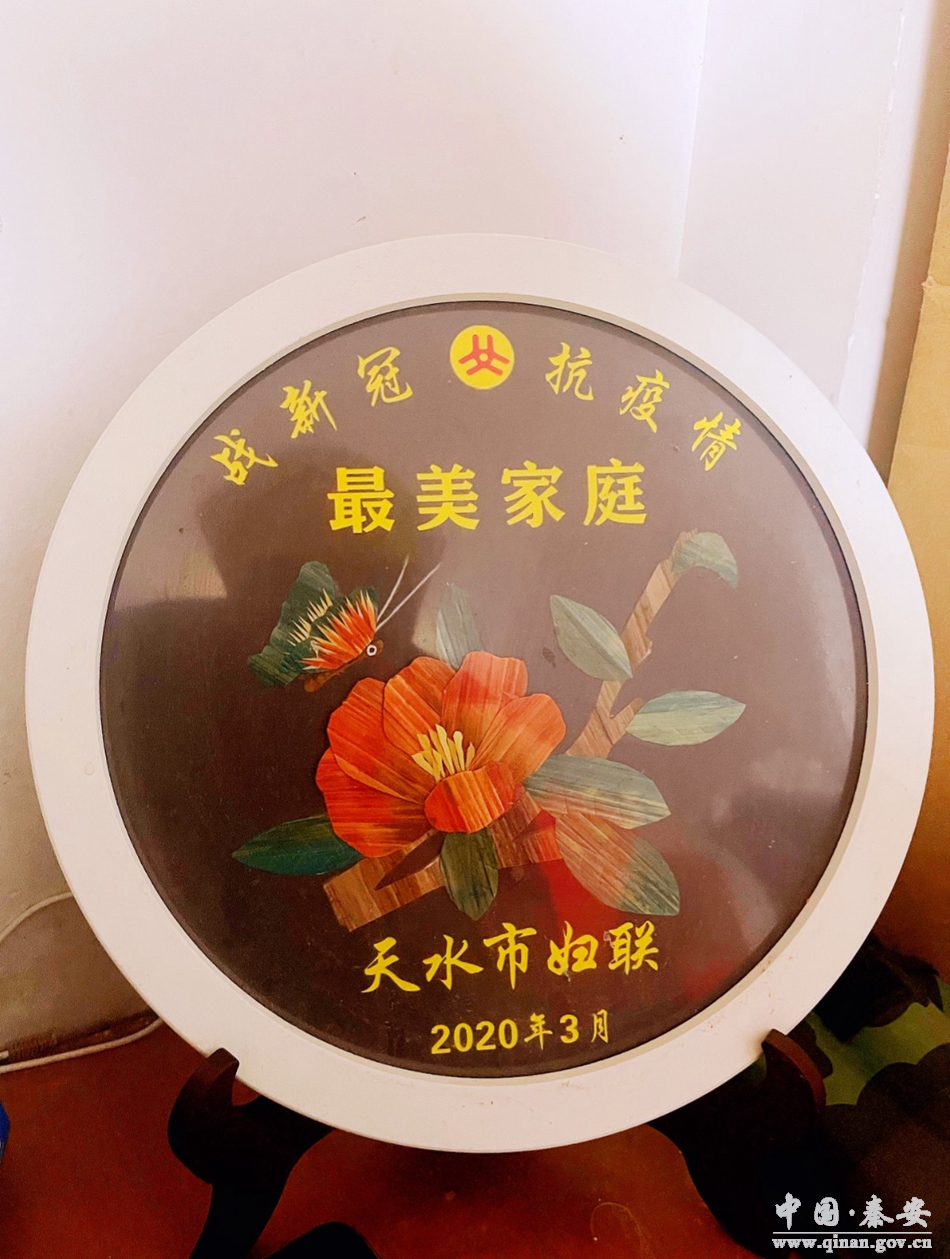 战新冠 抗疫情
最美家庭
天水市妇联
2020年3月
中国·秦安
www.qinan.gov.cn